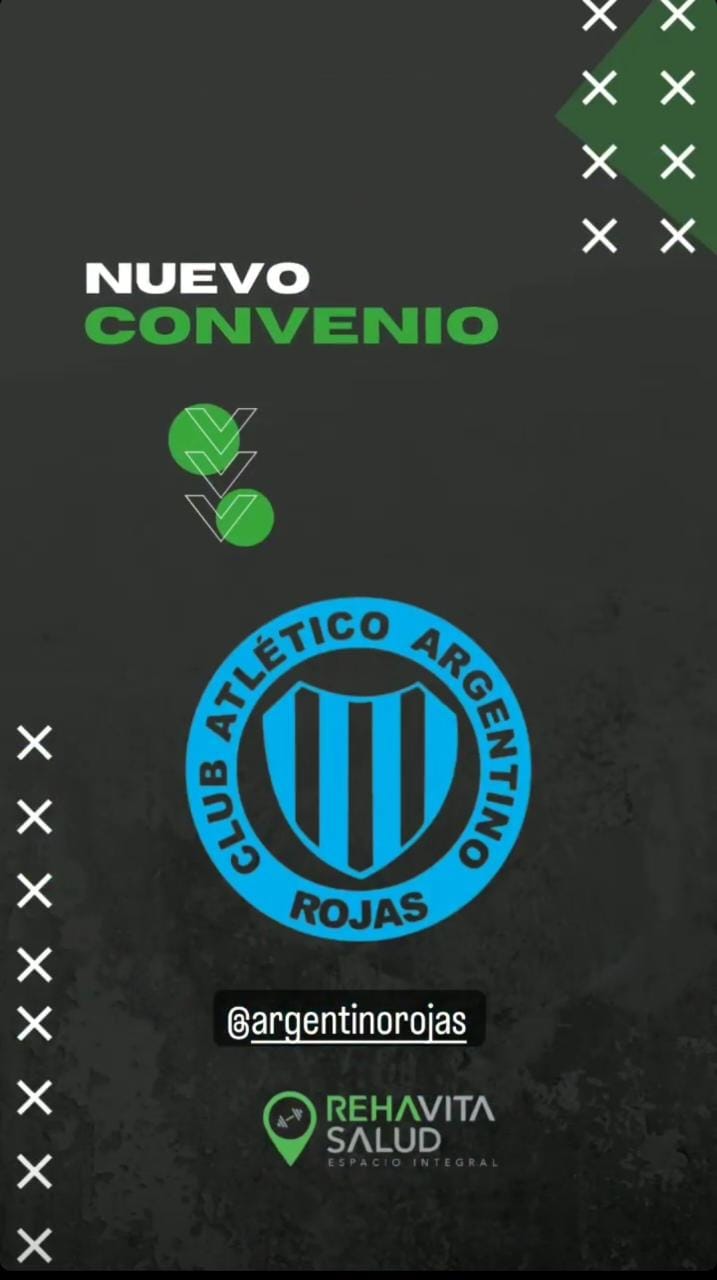 NUEVO
CONVENIO
CLUB ATLÉTICO ARGENTINO
ROJAS
@argentinorojas
REHAVITA
SALUD
ESPACIO INTEGRAL